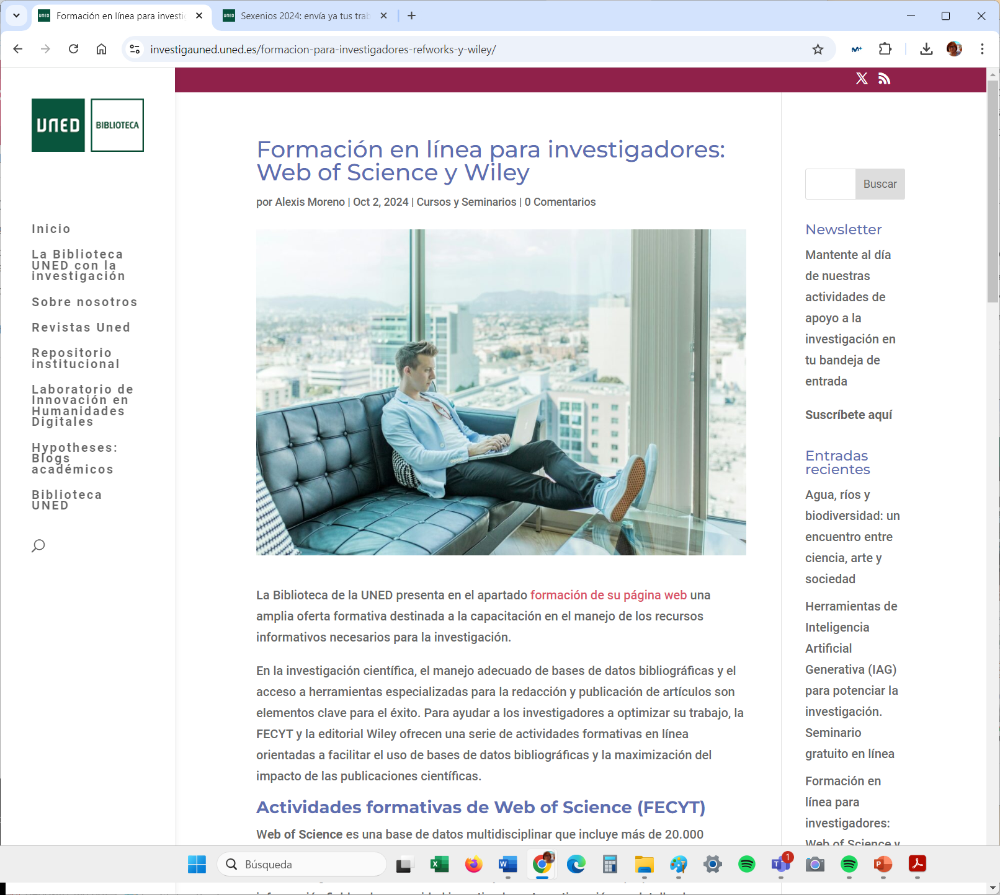 UNED
Formación en línea para investi
UNED
Sexenios 2024: envía ya tus trab
investigauned.uned.es/formacion-para-investigadores-refworks-y-wiley/
UNED
BIBLIOTECA
Inicio
La Biblioteca
UNED con la
investigación
Sobre nosotros
Revistas Uned
Repositorio
institucional
Laboratorio de
Innovación en
Humanidades
Digitales
Hypotheses:
Blogs
académicos
Biblioteca
UNED
Formación en línea para investigadores:
Web of Science y Wiley
por Alexis Moreno | Oct 2, 2024 | Cursos y Seminarios | 0 Comentarios
La Biblioteca de la UNED presenta en el apartado formación de su página web una
amplia oferta formativa destinada a la capacitación en el manejo de los recursos
informativos necesarios para la investigación.
En la investigación científica, el manejo adecuado de bases de datos bibliográficas y el
acceso a herramientas especializadas para la redacción y publicación de artículos son
elementos clave para el éxito. Para ayudar a los investigadores a optimizar su trabajo, la
FECYT y la editorial Wiley ofrecen una serie de actividades formativas en línea
orientadas a facilitar el uso de bases de datos bibliográficas y la maximización del
impacto de las publicaciones científicas.
Actividades formativas de Web of Science (FECYT)
Web of Science es una base de datos multidisciplinar que incluye más de 20.000
Buscar
Newsletter
Mantente al día
de nuestras
actividades de
apoyo a la
investigación en
tu bandeja de
entrada
Suscríbete aquí
Entradas
recientes
Agua, ríos y
biodiversidad: un
encuentro entre
ciencia, arte y
sociedad
Herramientas de
Inteligencia
Artificial
Generativa (IAG)
para potenciar la
investigación.
Seminario
gratuito en línea
Formación en
línea para
investigadores:
Web of Science y
Búsqueda
1